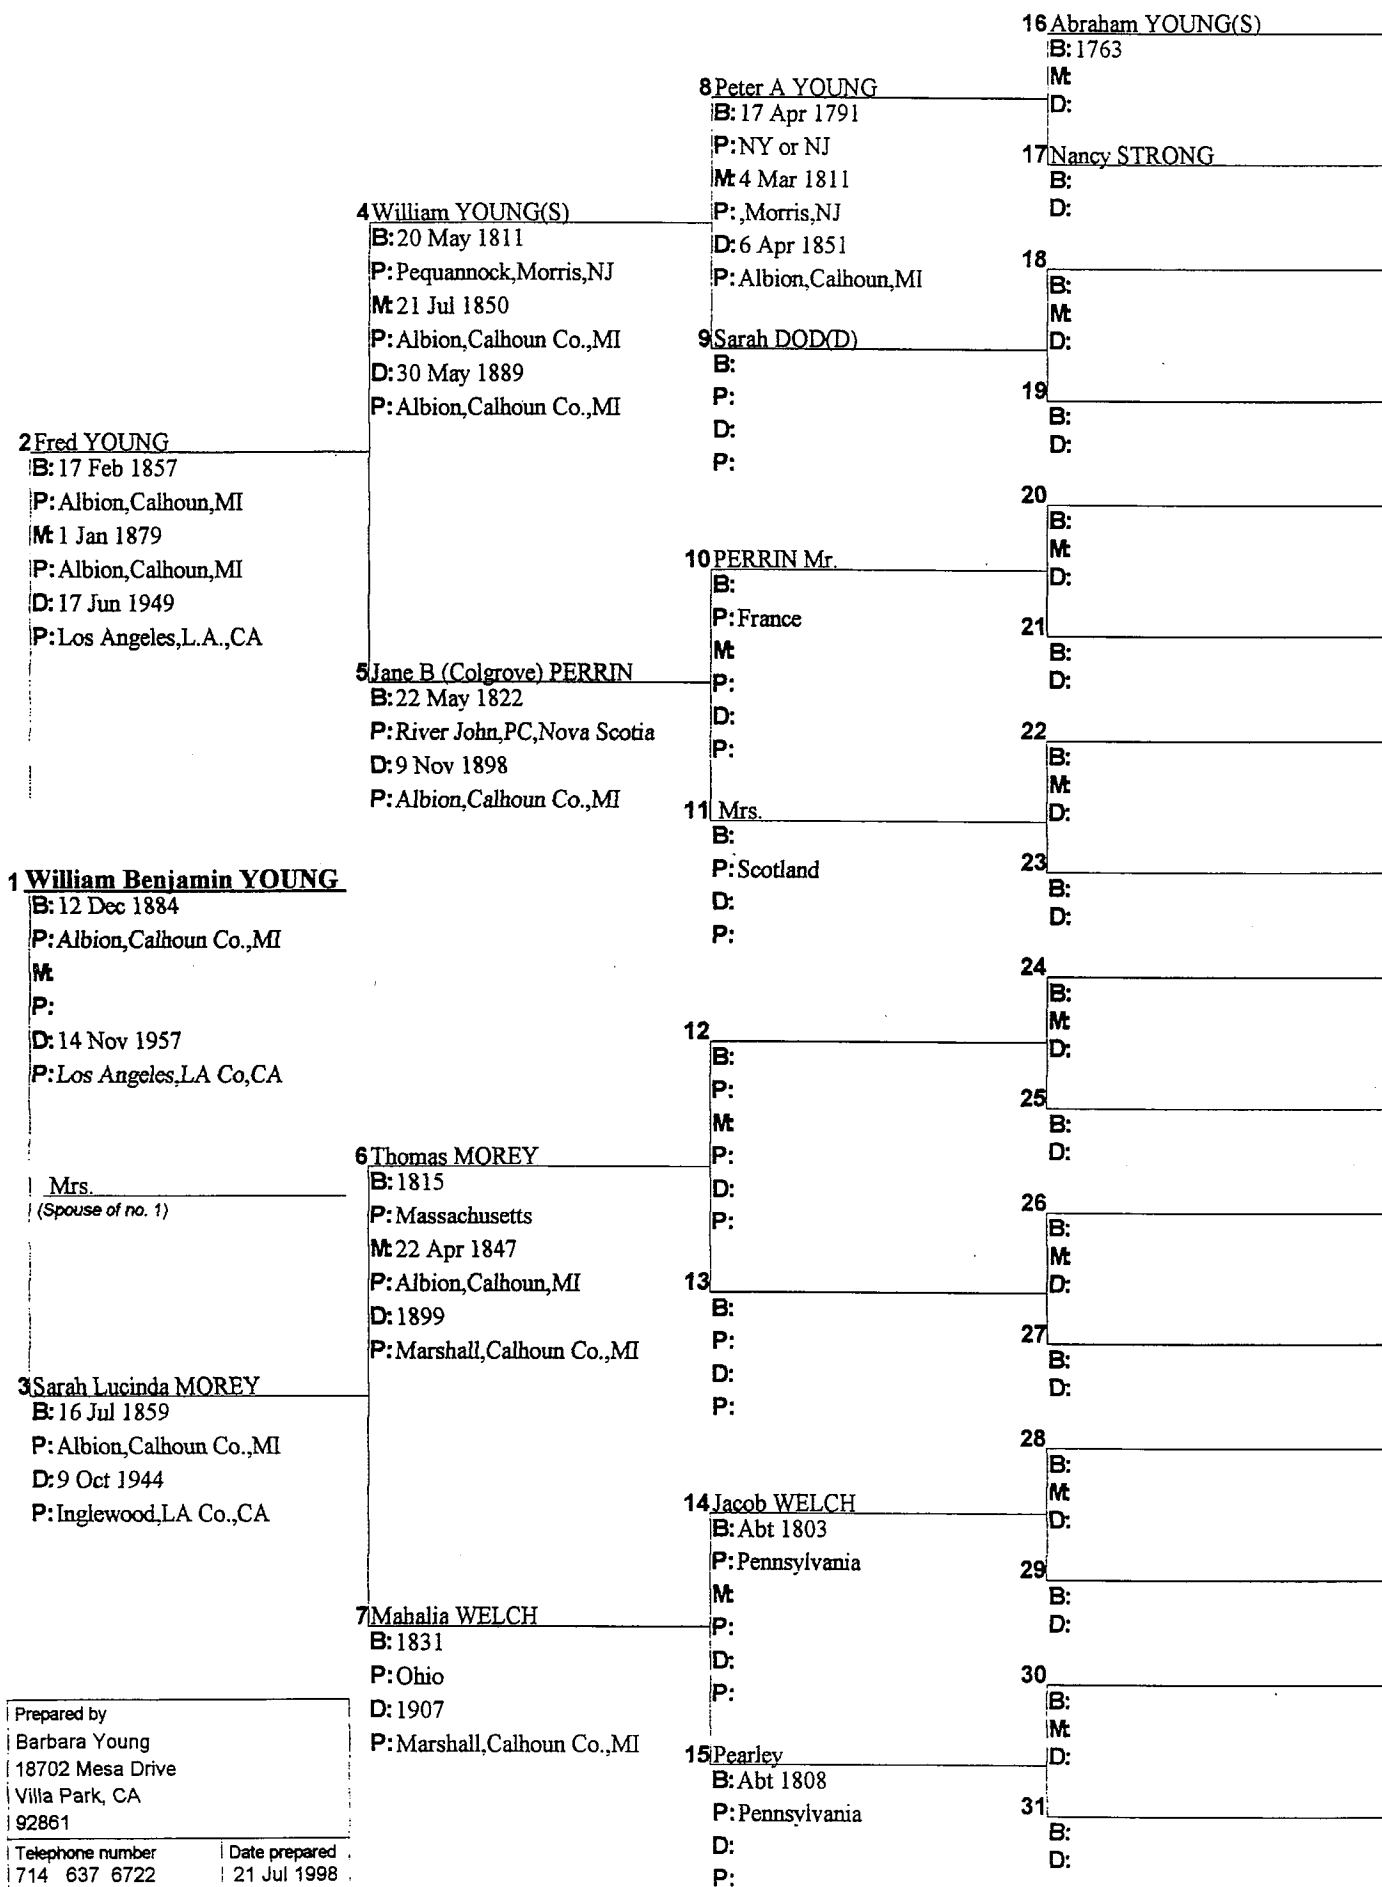 16 Abraham YOUNG(S)
B: 1763
M:
D:
8 Peter A YOUNG
B: 17 Apr 1791
P: NY or NJ
M: 4 Mar 1811
P: ,Morris,NJ
D: 6 Apr 1851
P: Albion,Calhoun,MI
17 Nancy STRONG
B:
D:
4 William YOUNG(S)
B: 20 May 1811
P: Pequannock,Morris,NJ
M: 21 Jul 1850
P: Albion,Calhoun Co.,MI
D: 30 May 1889
P: Albion,Calhoun Co.,MI
18
B:
M:
D:
9 Sarah DOD(D)
B:
P:
D:
P:
19
B:
D:
2 Fred YOUNG
B: 17 Feb 1857
P: Albion,Calhoun,MI
M: 1 Jan 1879
P: Albion,Calhoun,MI
D: 17 Jun 1949
P: Los Angeles,L.A.,CA
20
B:
M:
D:
10 PERRIN Mr.
B:
P: France
M:
P:
D:
P:
21
B:
D:
5 Jane B (Colgrove) PERRIN
B: 22 May 1822
P: River John,PC,Nova Scotia
D: 9 Nov 1898
P: Albion,Calhoun Co.,MI
22
B:
M:
D:
11 Mrs.
B:
P: Scotland
D:
P:
23
B:
D:
1 William Benjamin YOUNG
B: 12 Dec 1884
P: Albion,Calhoun Co.,MI
M:
P:
D: 14 Nov 1957
P: Los Angeles,LA Co,CA
24
B:
M:
D:
12
B:
P:
M:
P:
D:
P:
25
B:
D:
6 Thomas MOREY
B: 1815
P: Massachusetts
M: 22 Apr 1847
P: Albion,Calhoun,MI
D: 1899
P: Marshall,Calhoun Co.,MI
Mrs.
(Spouse of no. 1)
26
B:
M:
D:
13
B:
P:
D:
P:
27
B:
D:
3 Sarah Lucinda MOREY
B: 16 Jul 1859
P: Albion,Calhoun Co.,MI
D: 9 Oct 1944
P: Inglewood,LA Co.,CA
28
B:
M:
D:
14 Jacob WELCH
B: Abt 1803
P: Pennsylvania
M:
P:
D:
P:
29
B:
D:
7 Mahalia WELCH
B: 1831
P: Ohio
D: 1907
P: Marshall,Calhoun Co.,MI
30
B:
M:
D:
15 Pearley
B: Abt 1808
P: Pennsylvania
D:
P:
31
B:
D:
Prepared by
Barbara Young
18702 Mesa Drive
Villa Park, CA
92861
Telephone number
714 637 6722
Date prepared
21 Jul 1998